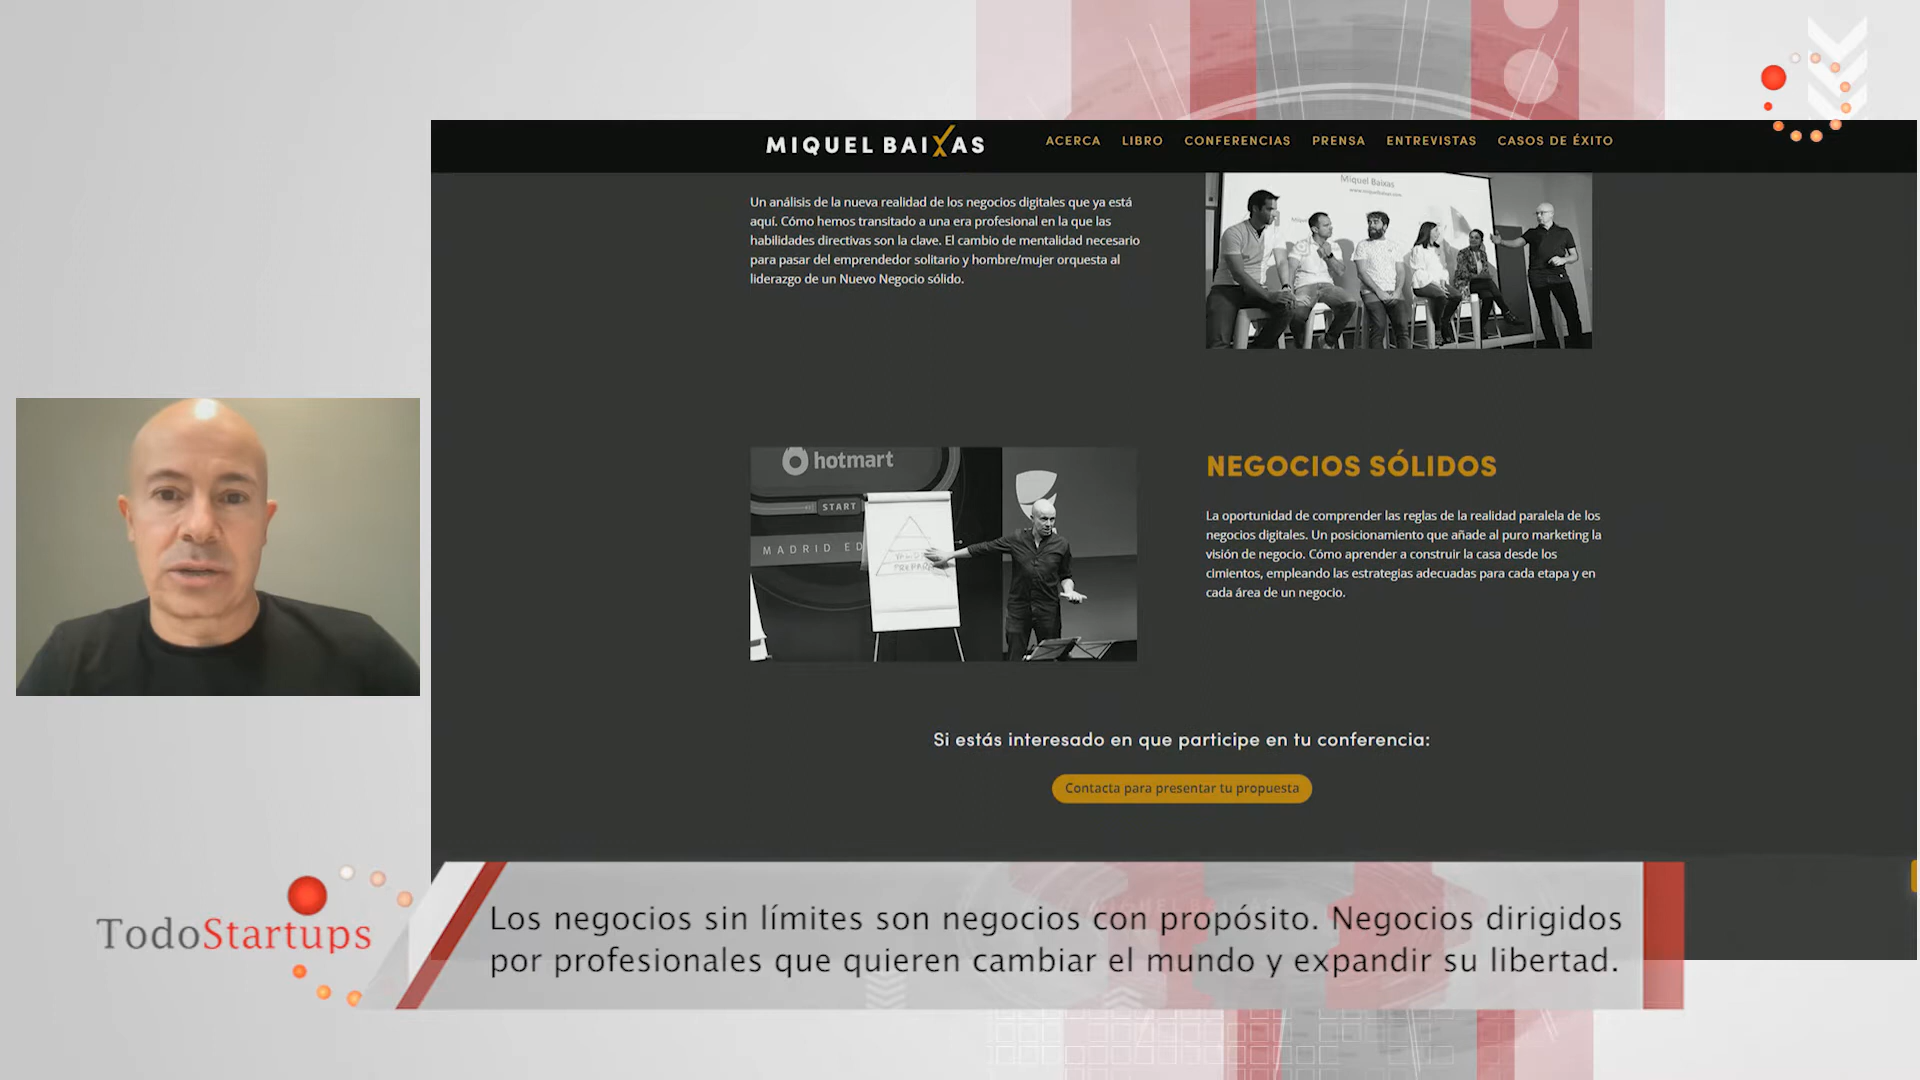 MIQUEL BAIXAS
ACERCA LIBRO CONFERENCIAS PRENSA ENTREVISTAS CASOS DE ÉXITO
Un análisis de la nueva realidad de los negocios digitales que ya está
aquí. Cómo hemos transitado a una era profesional en la que las
habilidades directivas son la clave. El cambio de mentalidad necesario
para pasar del emprendedor solitario y hombre/mujer orquesta al
liderazgo de un Nuevo Negocio sólido.
Miquel Baixas
hotmart
START
MADRID ED
NEGOCIOS SÓLIDOS
La oportunidad de comprender las reglas de la realidad paralela de los
negocios digitales. Un posicionamiento que añade al puro marketing la
visión de negocio. Cómo aprender a construir la casa desde los
cimientos, empleando las estrategias adecuadas para cada etapa y en
cada área de un negocio.
Si estás interesado en que participe en tu conferencia:
Contacta para presentar tu propuesta
TodoStartups
Los negocios sin límites son negocios con propósito. Negocios dirigidos
por profesionales que quieren cambiar el mundo y expandir su libertad.